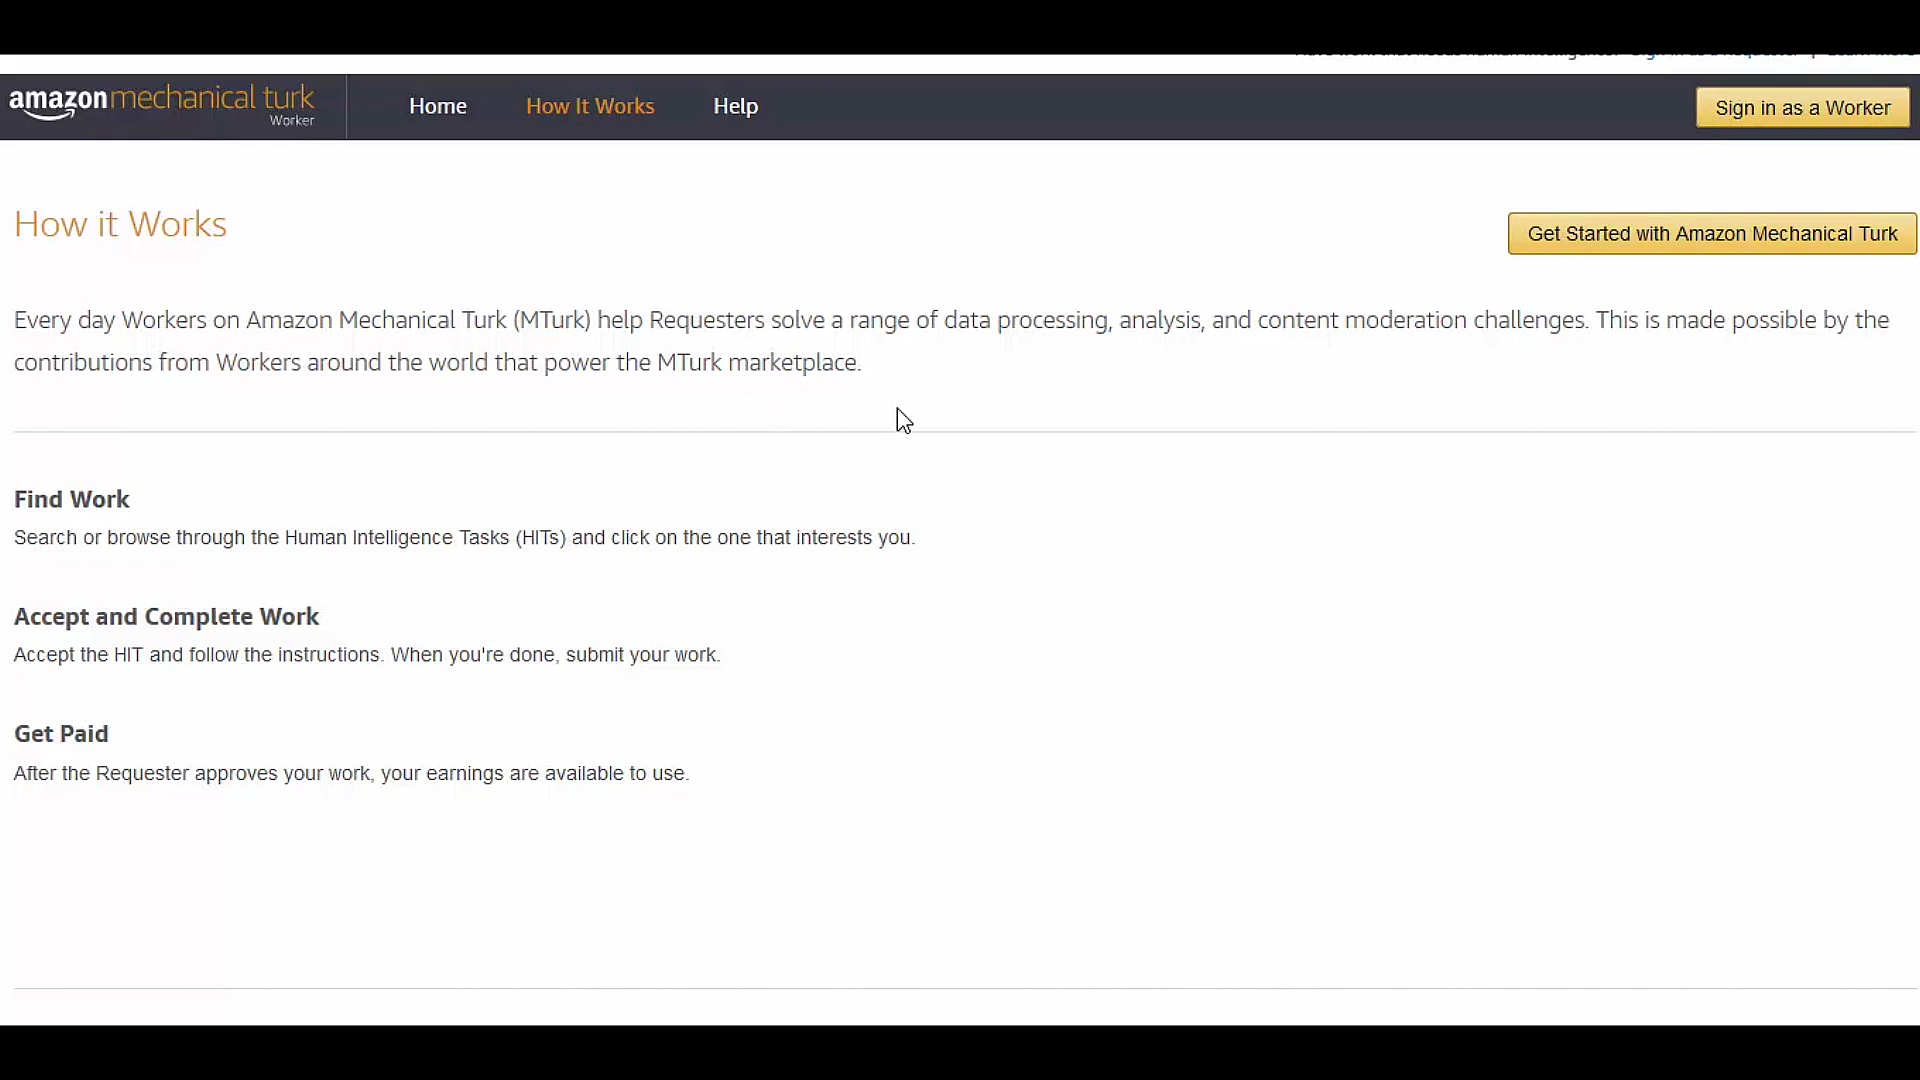 amazon mechanical turk
Worker
Home
How It Works
Help
Sign in as a Worker
How it Works
Get Started with Amazon Mechanical Turk
Every day Workers on Amazon Mechanical Turk (MTurk) help Requesters solve a range of data processing, analysis, and content moderation challenges. This is made possible by the
contributions from Workers around the world that power the MTurk marketplace.
Find Work
Search or browse through the Human Intelligence Tasks (HITs) and click on the one that interests you.
Accept and Complete Work
Accept the HIT and follow the instructions. When you're done, submit your work.
Get Paid
After the Requester approves your work, your earnings are available to use.